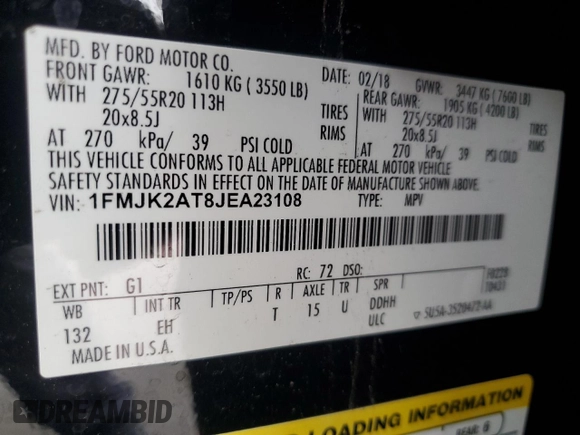 MFD. BY FORD MOTOR CO.
DATE: 02/18 GVWR: 3447 KG ( 7600 LB)
FRONT GAWR: 1610 KG ( 3550 LB)
REAR GAWR: 1905 KG ( 4200 LB)
WITH 275/55R20 113H TIRES
WITH 275/55R20 113H TIRES
20x8.5J RIMS
20x8.5J RIMS
AT 270 kPa/ 39 PSI COLD
AT 270 kPa/ 39 PSI COLD
THIS VEHICLE CONFORMS TO ALL APPLICABLE FEDERAL MOTOR VEHICLE
SAFETY STANDARDS IN EFFECT ON THE DATE OF MANUFACTURE SHOWN ABOVE.
VIN: 1FMJK2AT8JEA23108 TYPE: MPV
EXT PNT: G1 RC: 72 DSO: F0220
WB INT TR TP/PS R AXLE TR SPR
132 EH T 15 U DDHH
ULC
MADE IN U.S.A.
LOADING INFORMATION
REAR: 6
DREAMBID